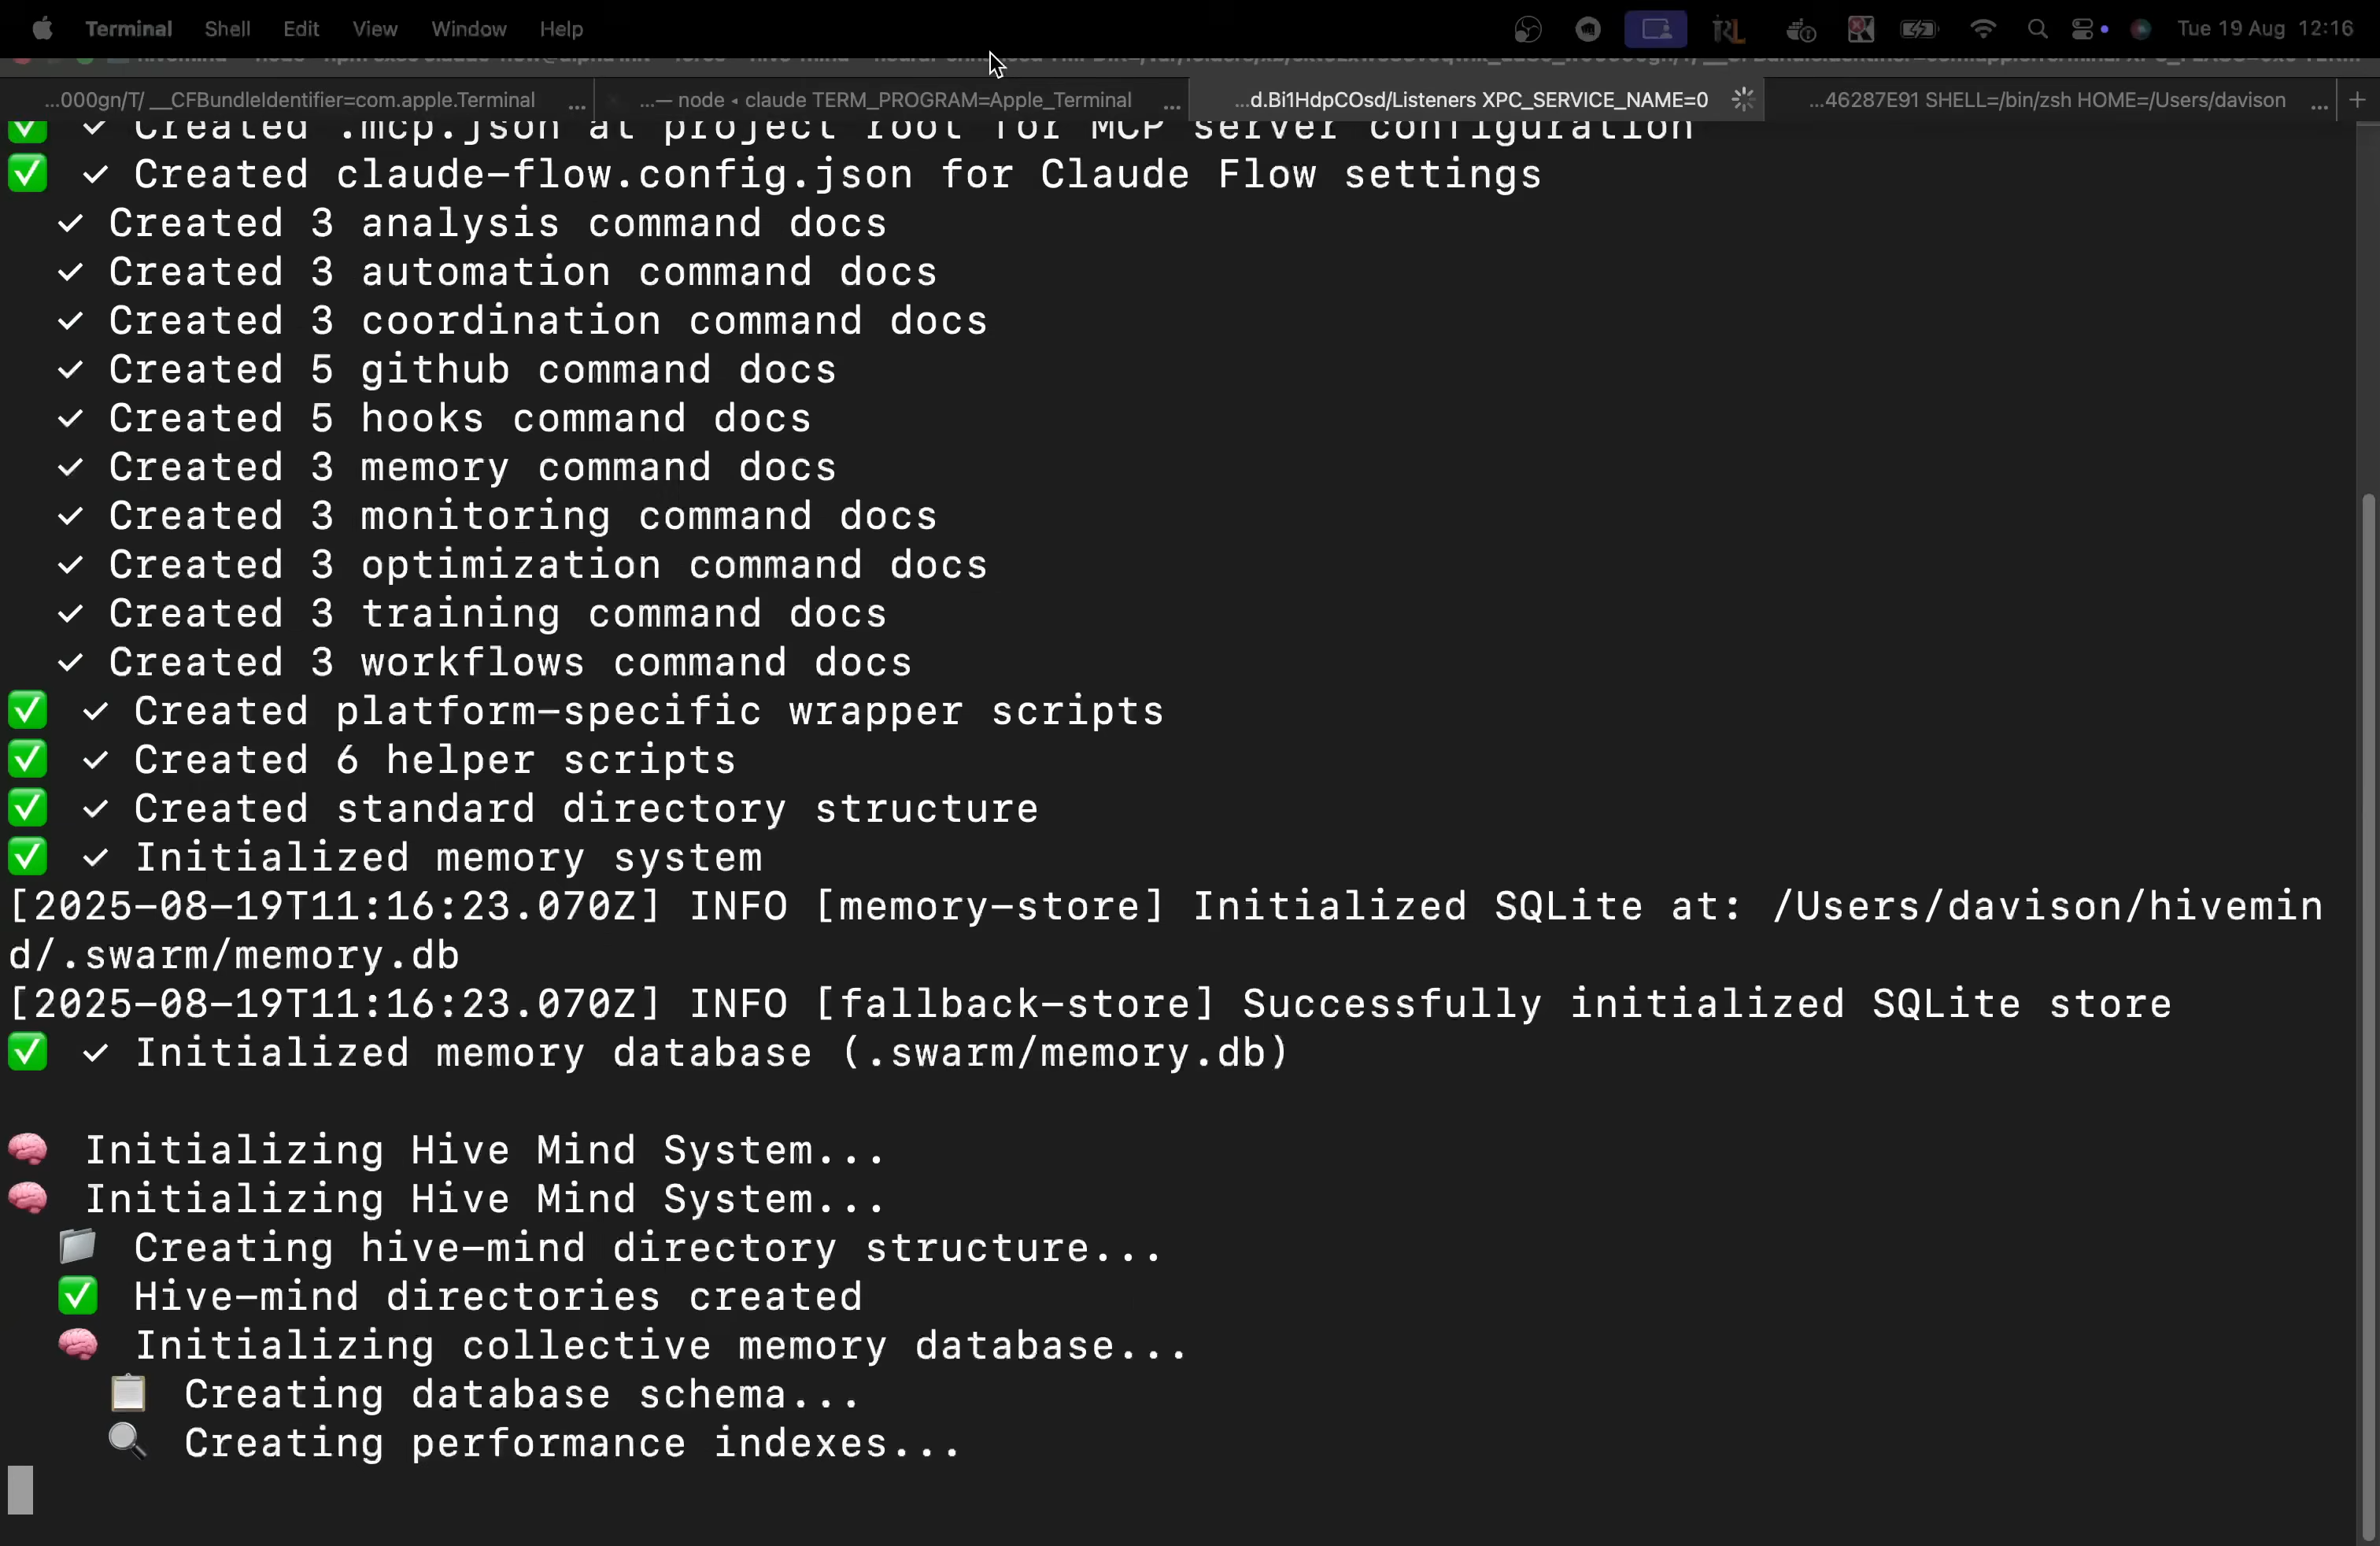 Terminal Shell Edit View Window Help Tue 19 Aug 12:16
...000gn/T/ __CFBundleIdentifier=com.apple.Terminal ... ...— node ◂ claude TERM_PROGRAM=Apple_Terminal ... ...d.Bi1HdpCOsd/Listeners XPC_SERVICE_NAME=0 ...46287E91 SHELL=/bin/zsh HOME=/Users/davison ... +
✅ ✓ Created .mcp.json at project root for MCP server configuration
✅ ✓ Created claude-flow.config.json for Claude Flow settings
✓ Created 3 analysis command docs
✓ Created 3 automation command docs
✓ Created 3 coordination command docs
✓ Created 5 github command docs
✓ Created 5 hooks command docs
✓ Created 3 memory command docs
✓ Created 3 monitoring command docs
✓ Created 3 optimization command docs
✓ Created 3 training command docs
✓ Created 3 workflows command docs
✅ ✓ Created platform-specific wrapper scripts
✅ ✓ Created 6 helper scripts
✅ ✓ Created standard directory structure
✅ ✓ Initialized memory system
[2025-08-19T11:16:23.070Z] INFO [memory-store] Initialized SQLite at: /Users/davison/hivemin
d/.swarm/memory.db
[2025-08-19T11:16:23.070Z] INFO [fallback-store] Successfully initialized SQLite store
✅ ✓ Initialized memory database (.swarm/memory.db)
🧠 Initializing Hive Mind System...
🧠 Initializing Hive Mind System...
📁 Creating hive-mind directory structure...
✅ Hive-mind directories created
🧠 Initializing collective memory database...
📋 Creating database schema...
🔍 Creating performance indexes...